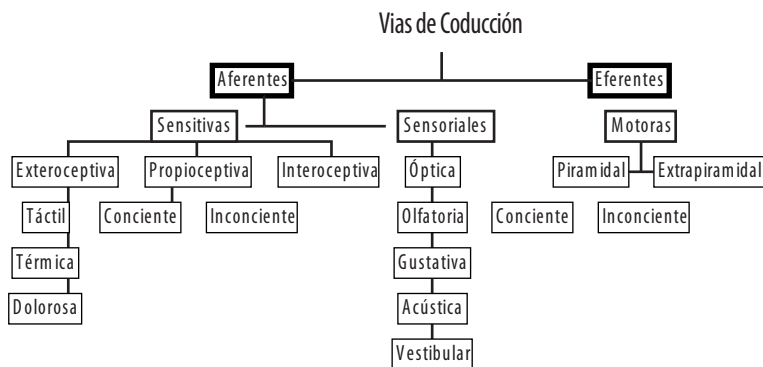 Vias de Coducción
Aferentes Eferentes
Sensitivas Sensoriales Motoras
Exteroceptiva Propioceptiva Interoceptiva Óptica Piramidal Extrapiramidal
Táctil Conciente Inconciente Olfatoria Conciente Inconciente
Térmica Gustativa
Dolorosa Acústica
Vestibular